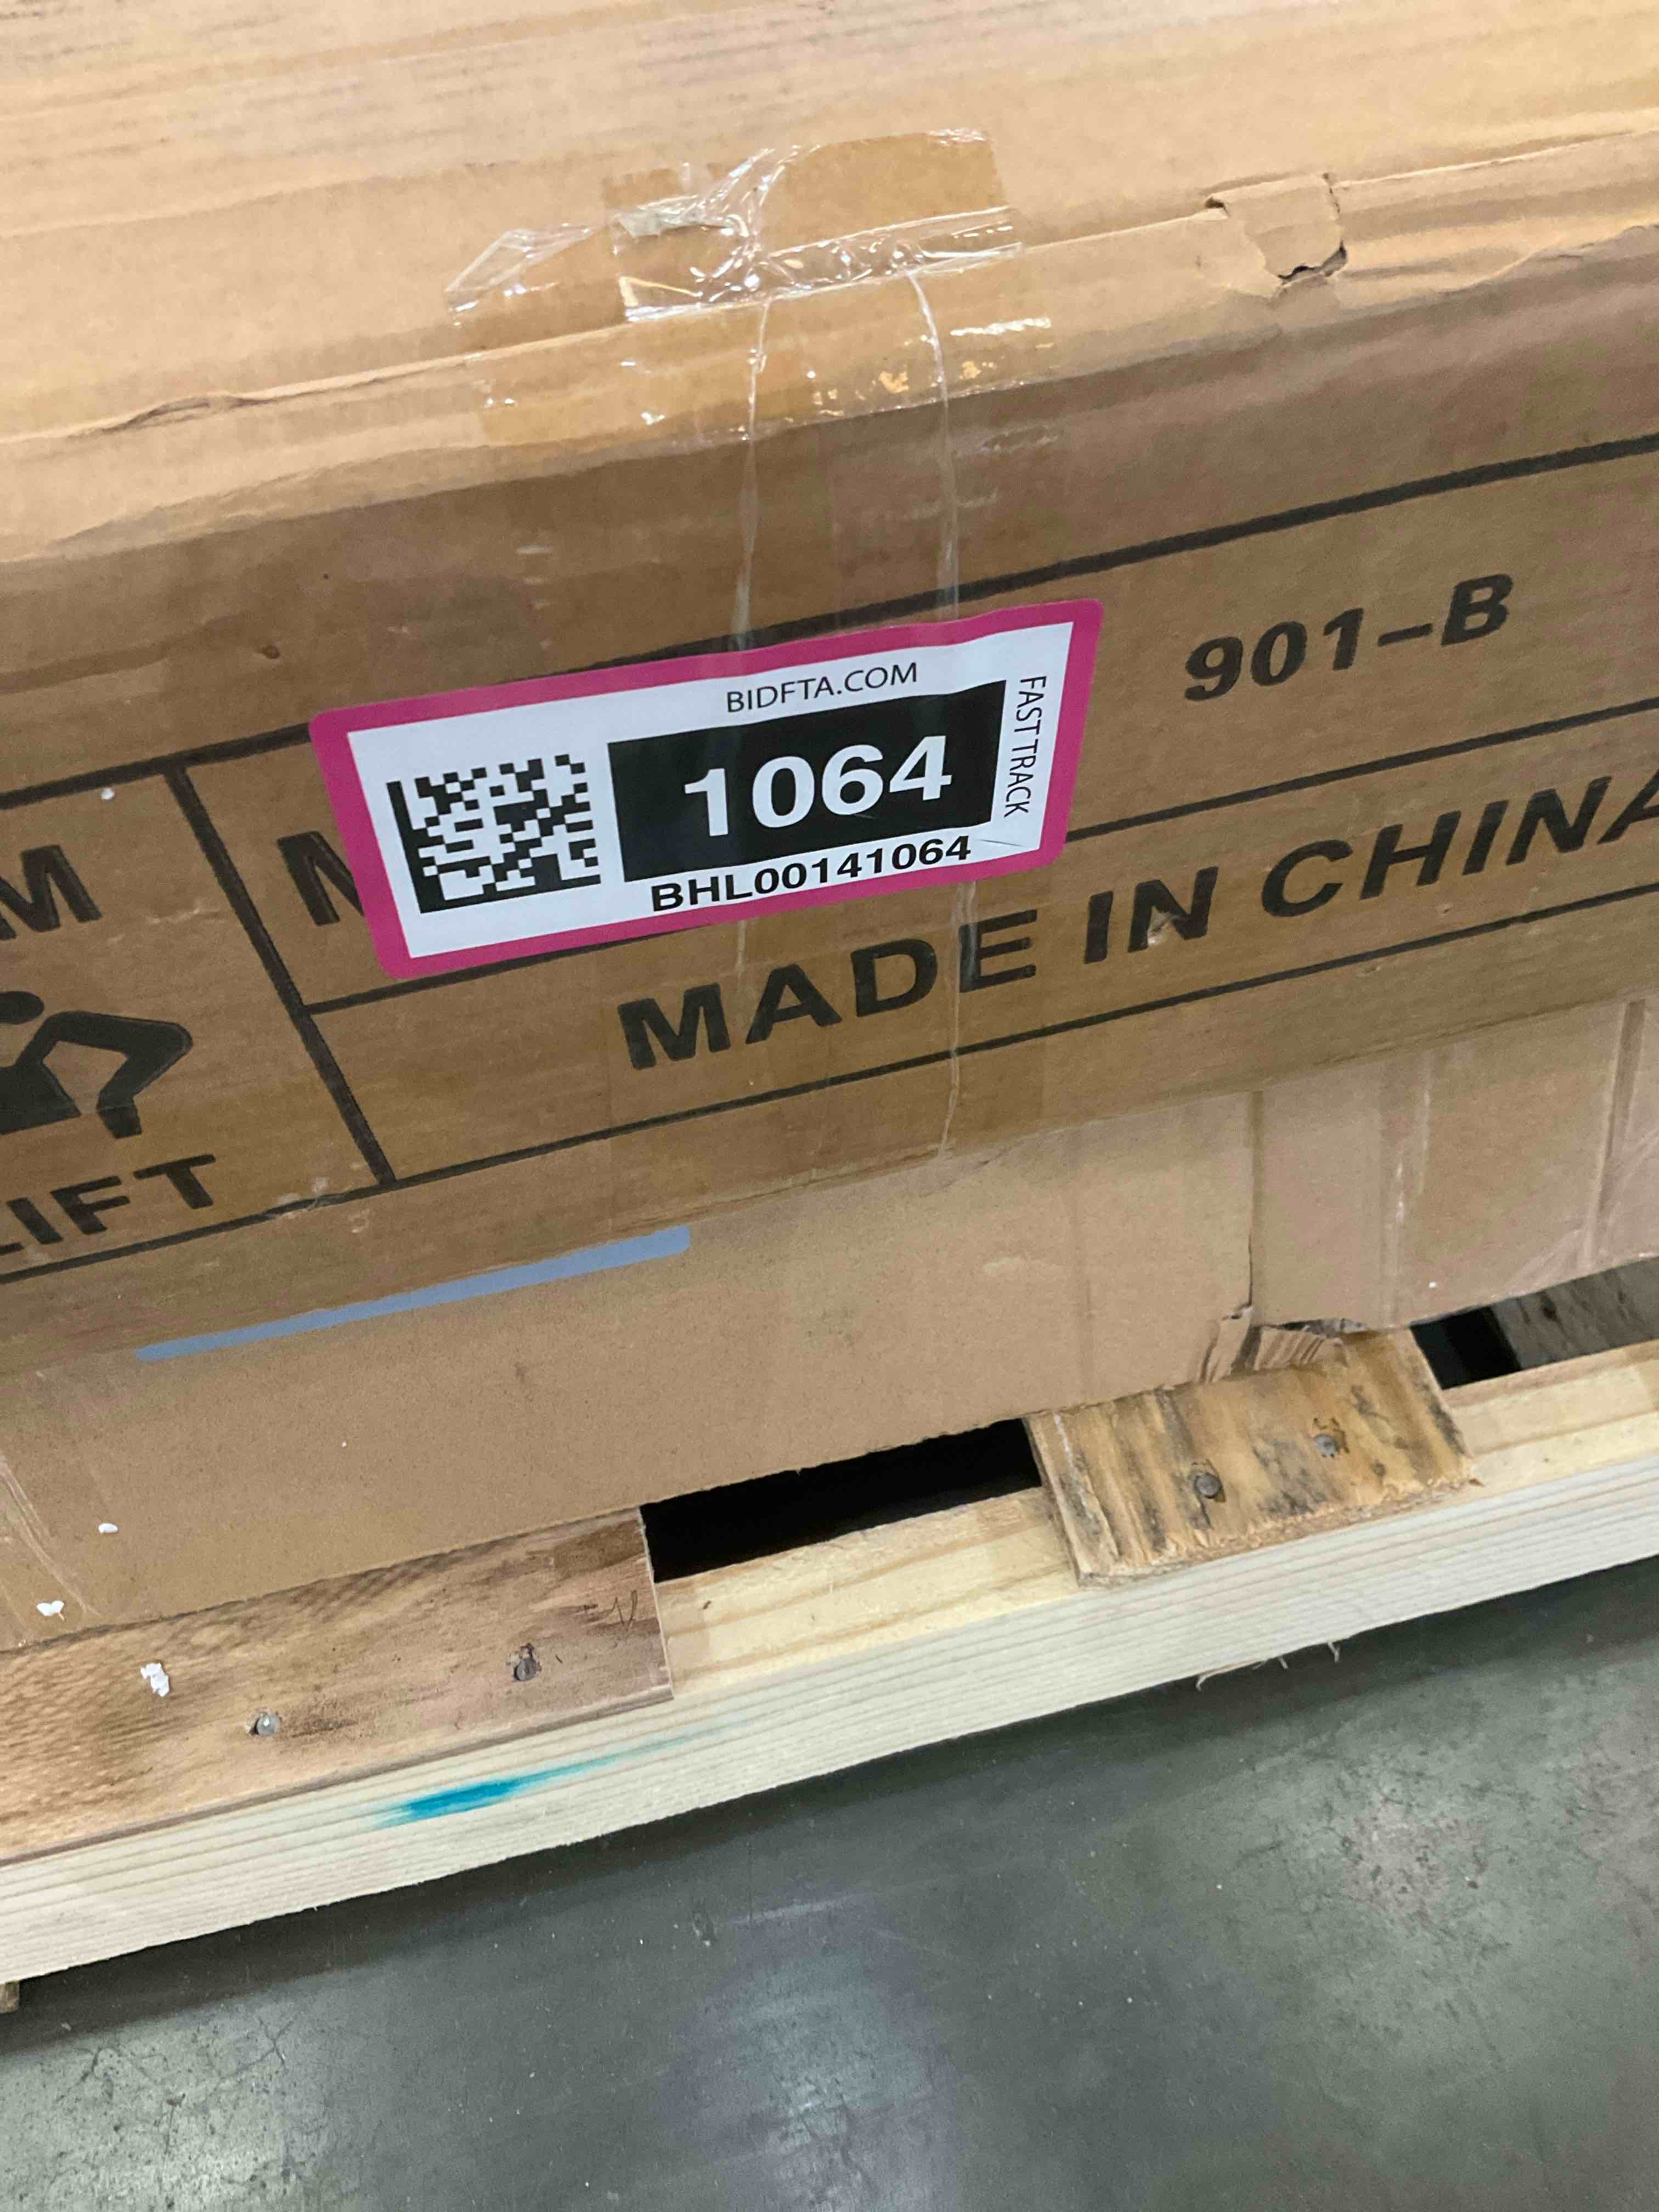 BIDFTA.COM
1064
FAST TRACK
BHL00141064
901-B
MADE IN CHINA
M
LIFT